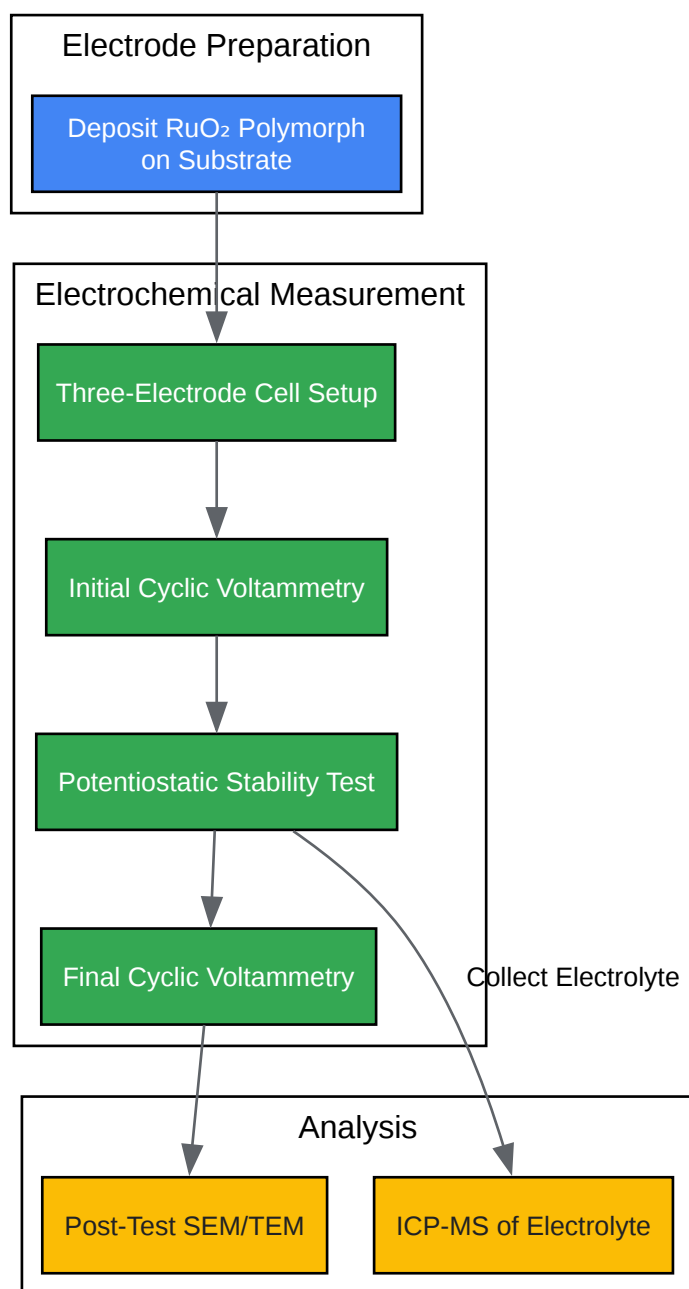 Electrode Preparation
Deposit RuO₂ Polymorph
on Substrate
Electrochemical Measurement
Three-Electrode Cell Setup
Initial Cyclic Voltammetry
Potentiostatic Stability Test
Final Cyclic Voltammetry
Collect Electrolyte
Analysis
Post-Test SEM/TEM
ICP-MS of Electrolyte